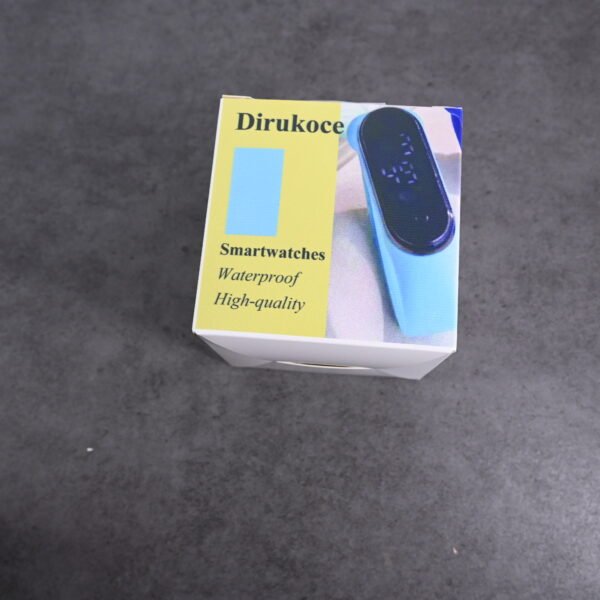 Dirukoce
Smartwatches
Waterproof
High-quality